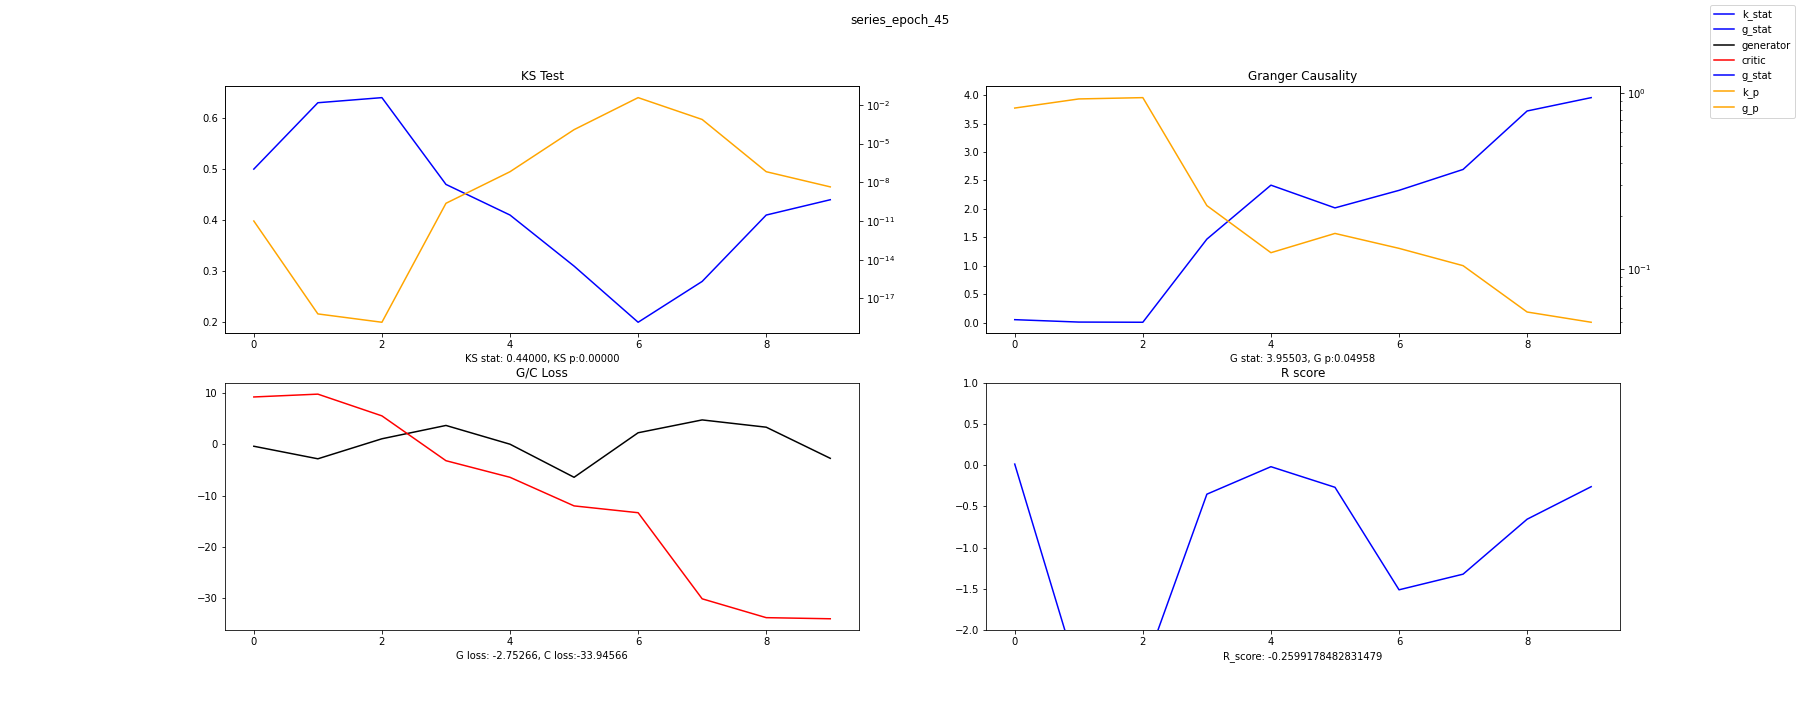 series_epoch_45
k_stat
g_stat
generator
critic
g_stat
k_p
g_p
KS Test
0.6
0.5
0.4
0.3
0.2
10⁻²
10⁻⁵
10⁻⁸
10⁻¹¹
10⁻¹⁴
10⁻¹⁷
0 2 4 6 8
KS stat: 0.44000, KS p:0.00000
Granger Causality
4.0
3.5
3.0
2.5
2.0
1.5
1.0
0.5
0.0
10⁰
10⁻¹
0 2 4 6 8
G stat: 3.95503, G p:0.04958
G/C Loss
10
0
−10
−20
−30
0 2 4 6 8
G loss: -2.75266, C loss:-33.94566
R score
1.0
0.5
0.0
−0.5
−1.0
−1.5
−2.0
0 2 4 6 8
R_score: -0.2599178482831479